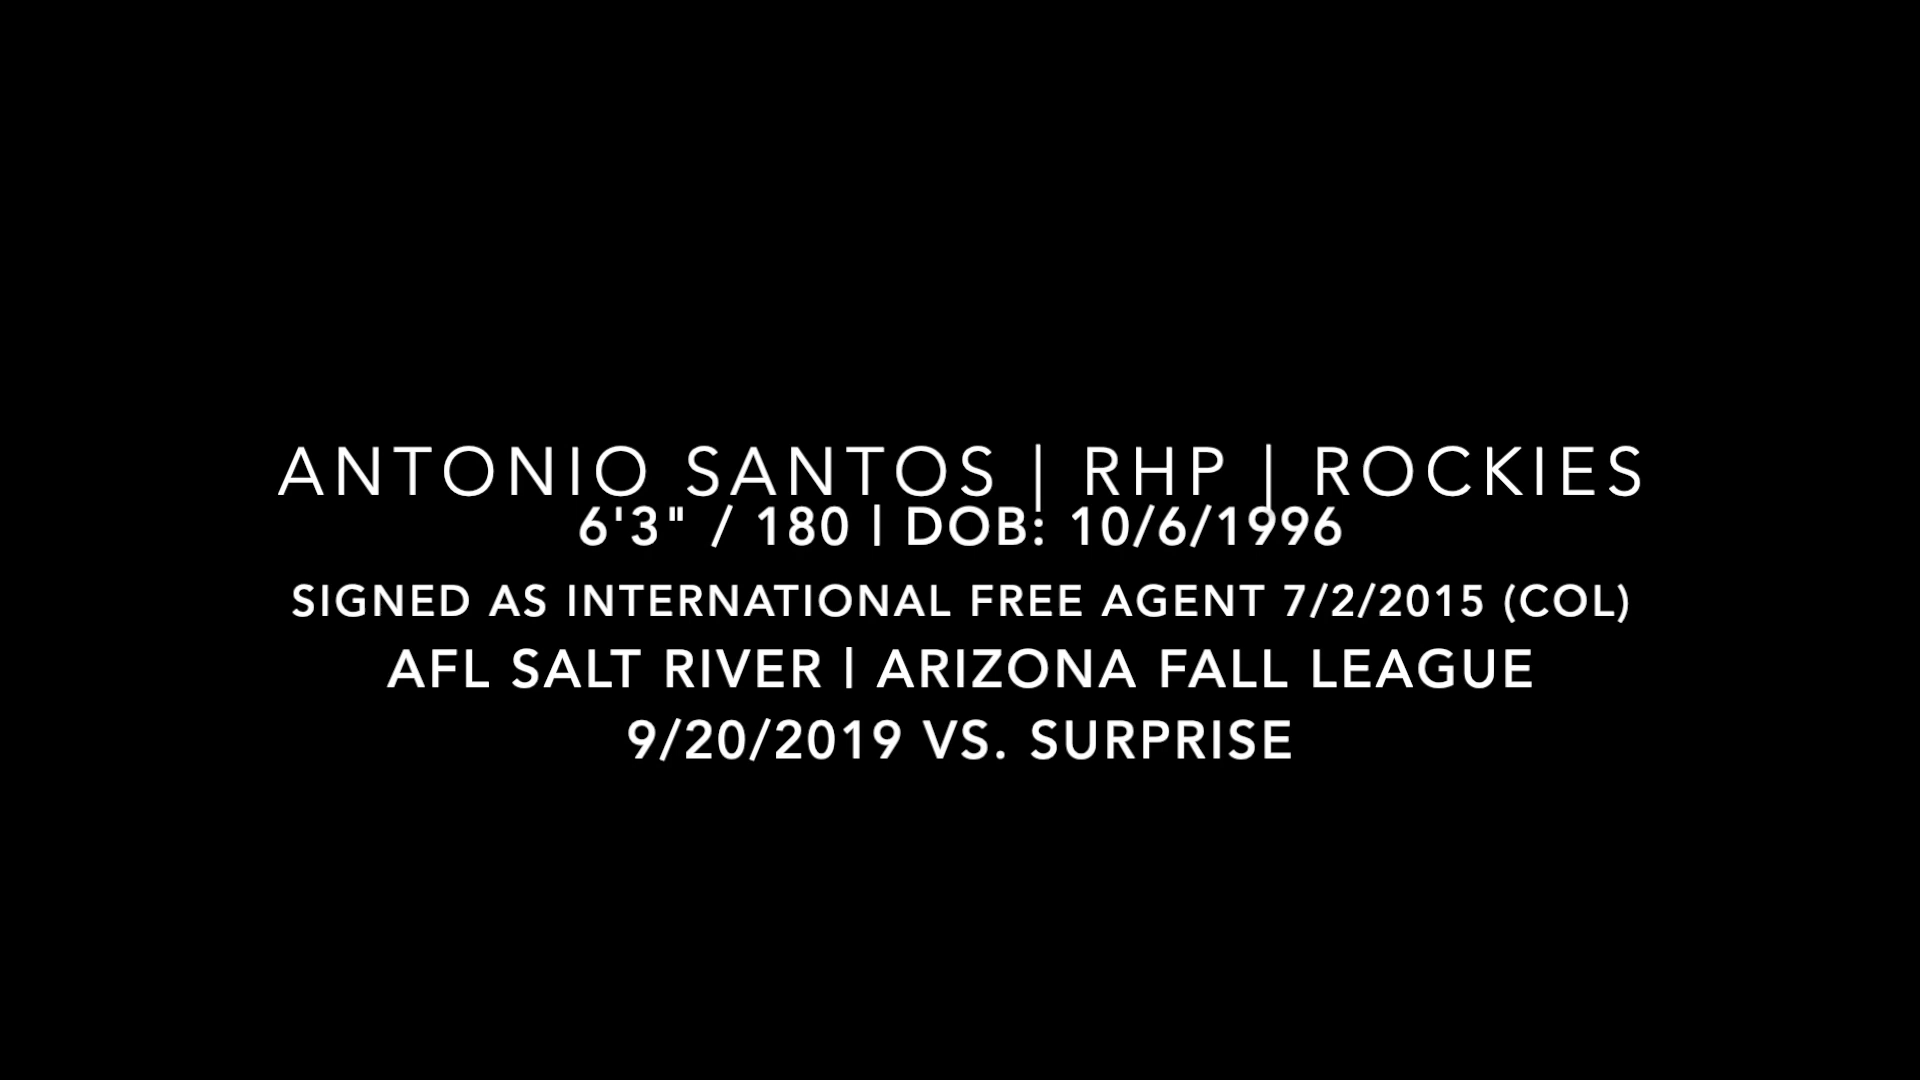 ANTONIO SANTOS | RHP | ROCKIES
6'3" / 180 | DOB: 10/6/1996
SIGNED AS INTERNATIONAL FREE AGENT 7/2/2015 (COL)
AFL SALT RIVER | ARIZONA FALL LEAGUE
9/20/2019 VS. SURPRISE